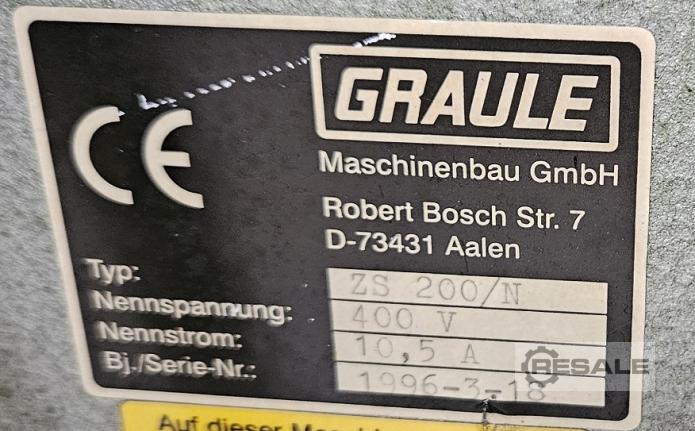 CE
GRAULE
Maschinenbau GmbH
Robert Bosch Str. 7
D-73431 Aalen
Typ: ZS 200/N
Nennspannung: 400 V
Nennstrom: 10,5 A
Bj./Serie-Nr.: 1996-3-18
RESALE
Auf dieser